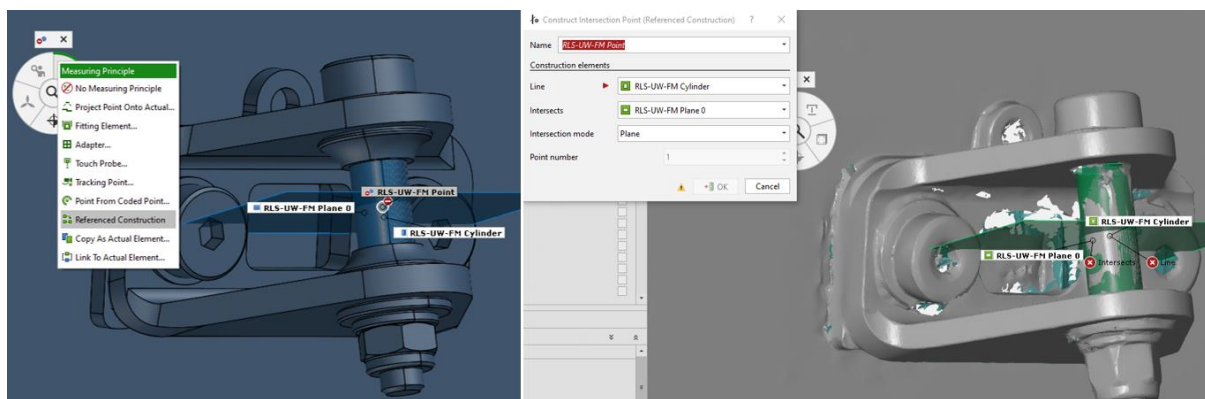 Measuring Principle
No Measuring Principle
Project Point Onto Actual...
Fitting Element...
Adapter...
Touch Probe...
Tracking Point...
Point From Coded Point...
Referenced Construction
Copy As Actual Element...
Link To Actual Element...
RLS-UW-FM Point
RLS-UW-FM Plane 0
RLS-UW-FM Cylinder
Construct Intersection Point (Referenced Construction)
Name RLS-UW-FM Point
Construction elements
Line RLS-UW-FM Cylinder
Intersects RLS-UW-FM Plane 0
Intersection mode Plane
Point number 1
OK Cancel
RLS-UW-FM Cylinder
RLS-UW-FM Plane 0
Intersects Line